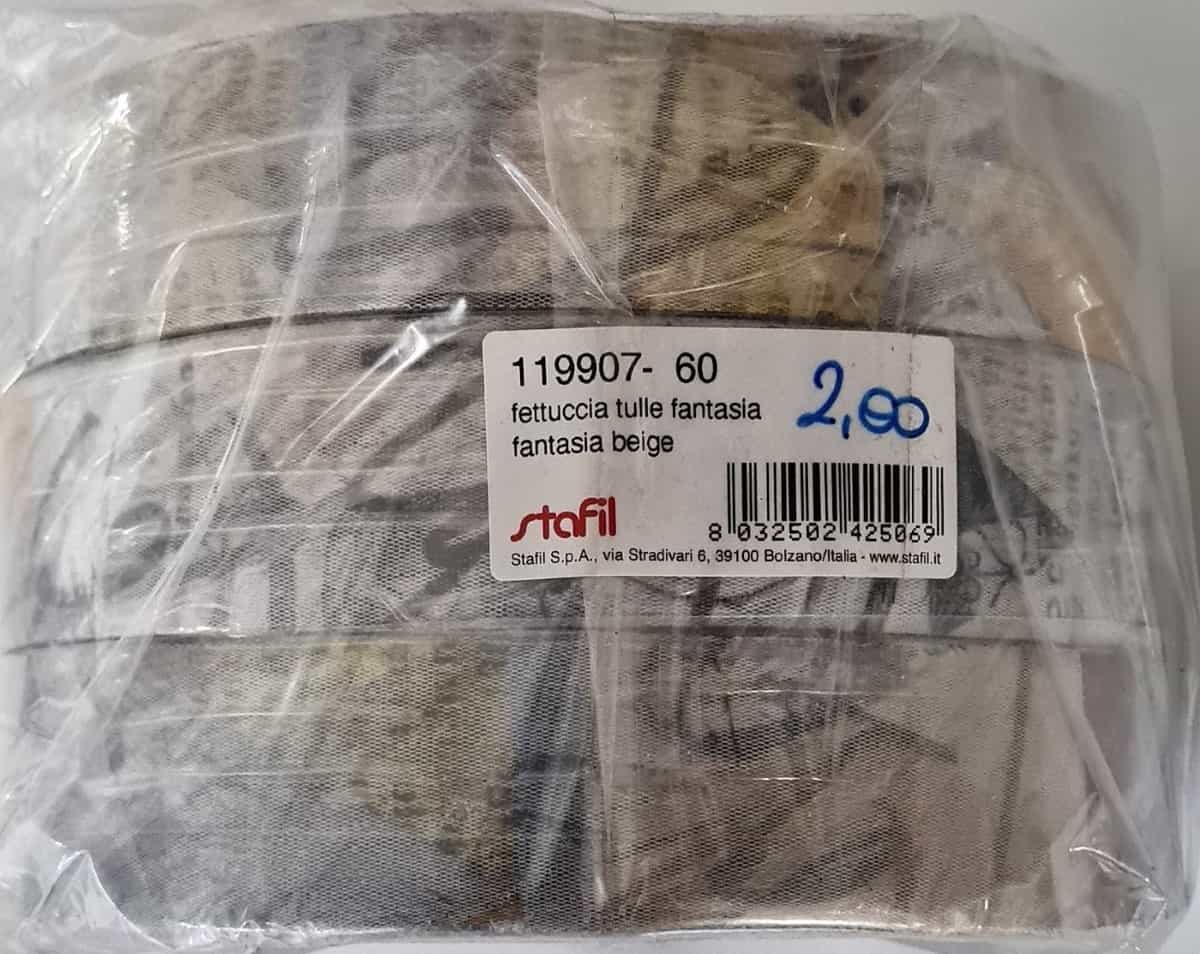 119907- 60
fettuccia tulle fantasia
fantasia beige
2,00
stafil
8 032502 425069
Stafil S.p.A., via Stradivari 6, 39100 Bolzano/Italia - www.stafil.it